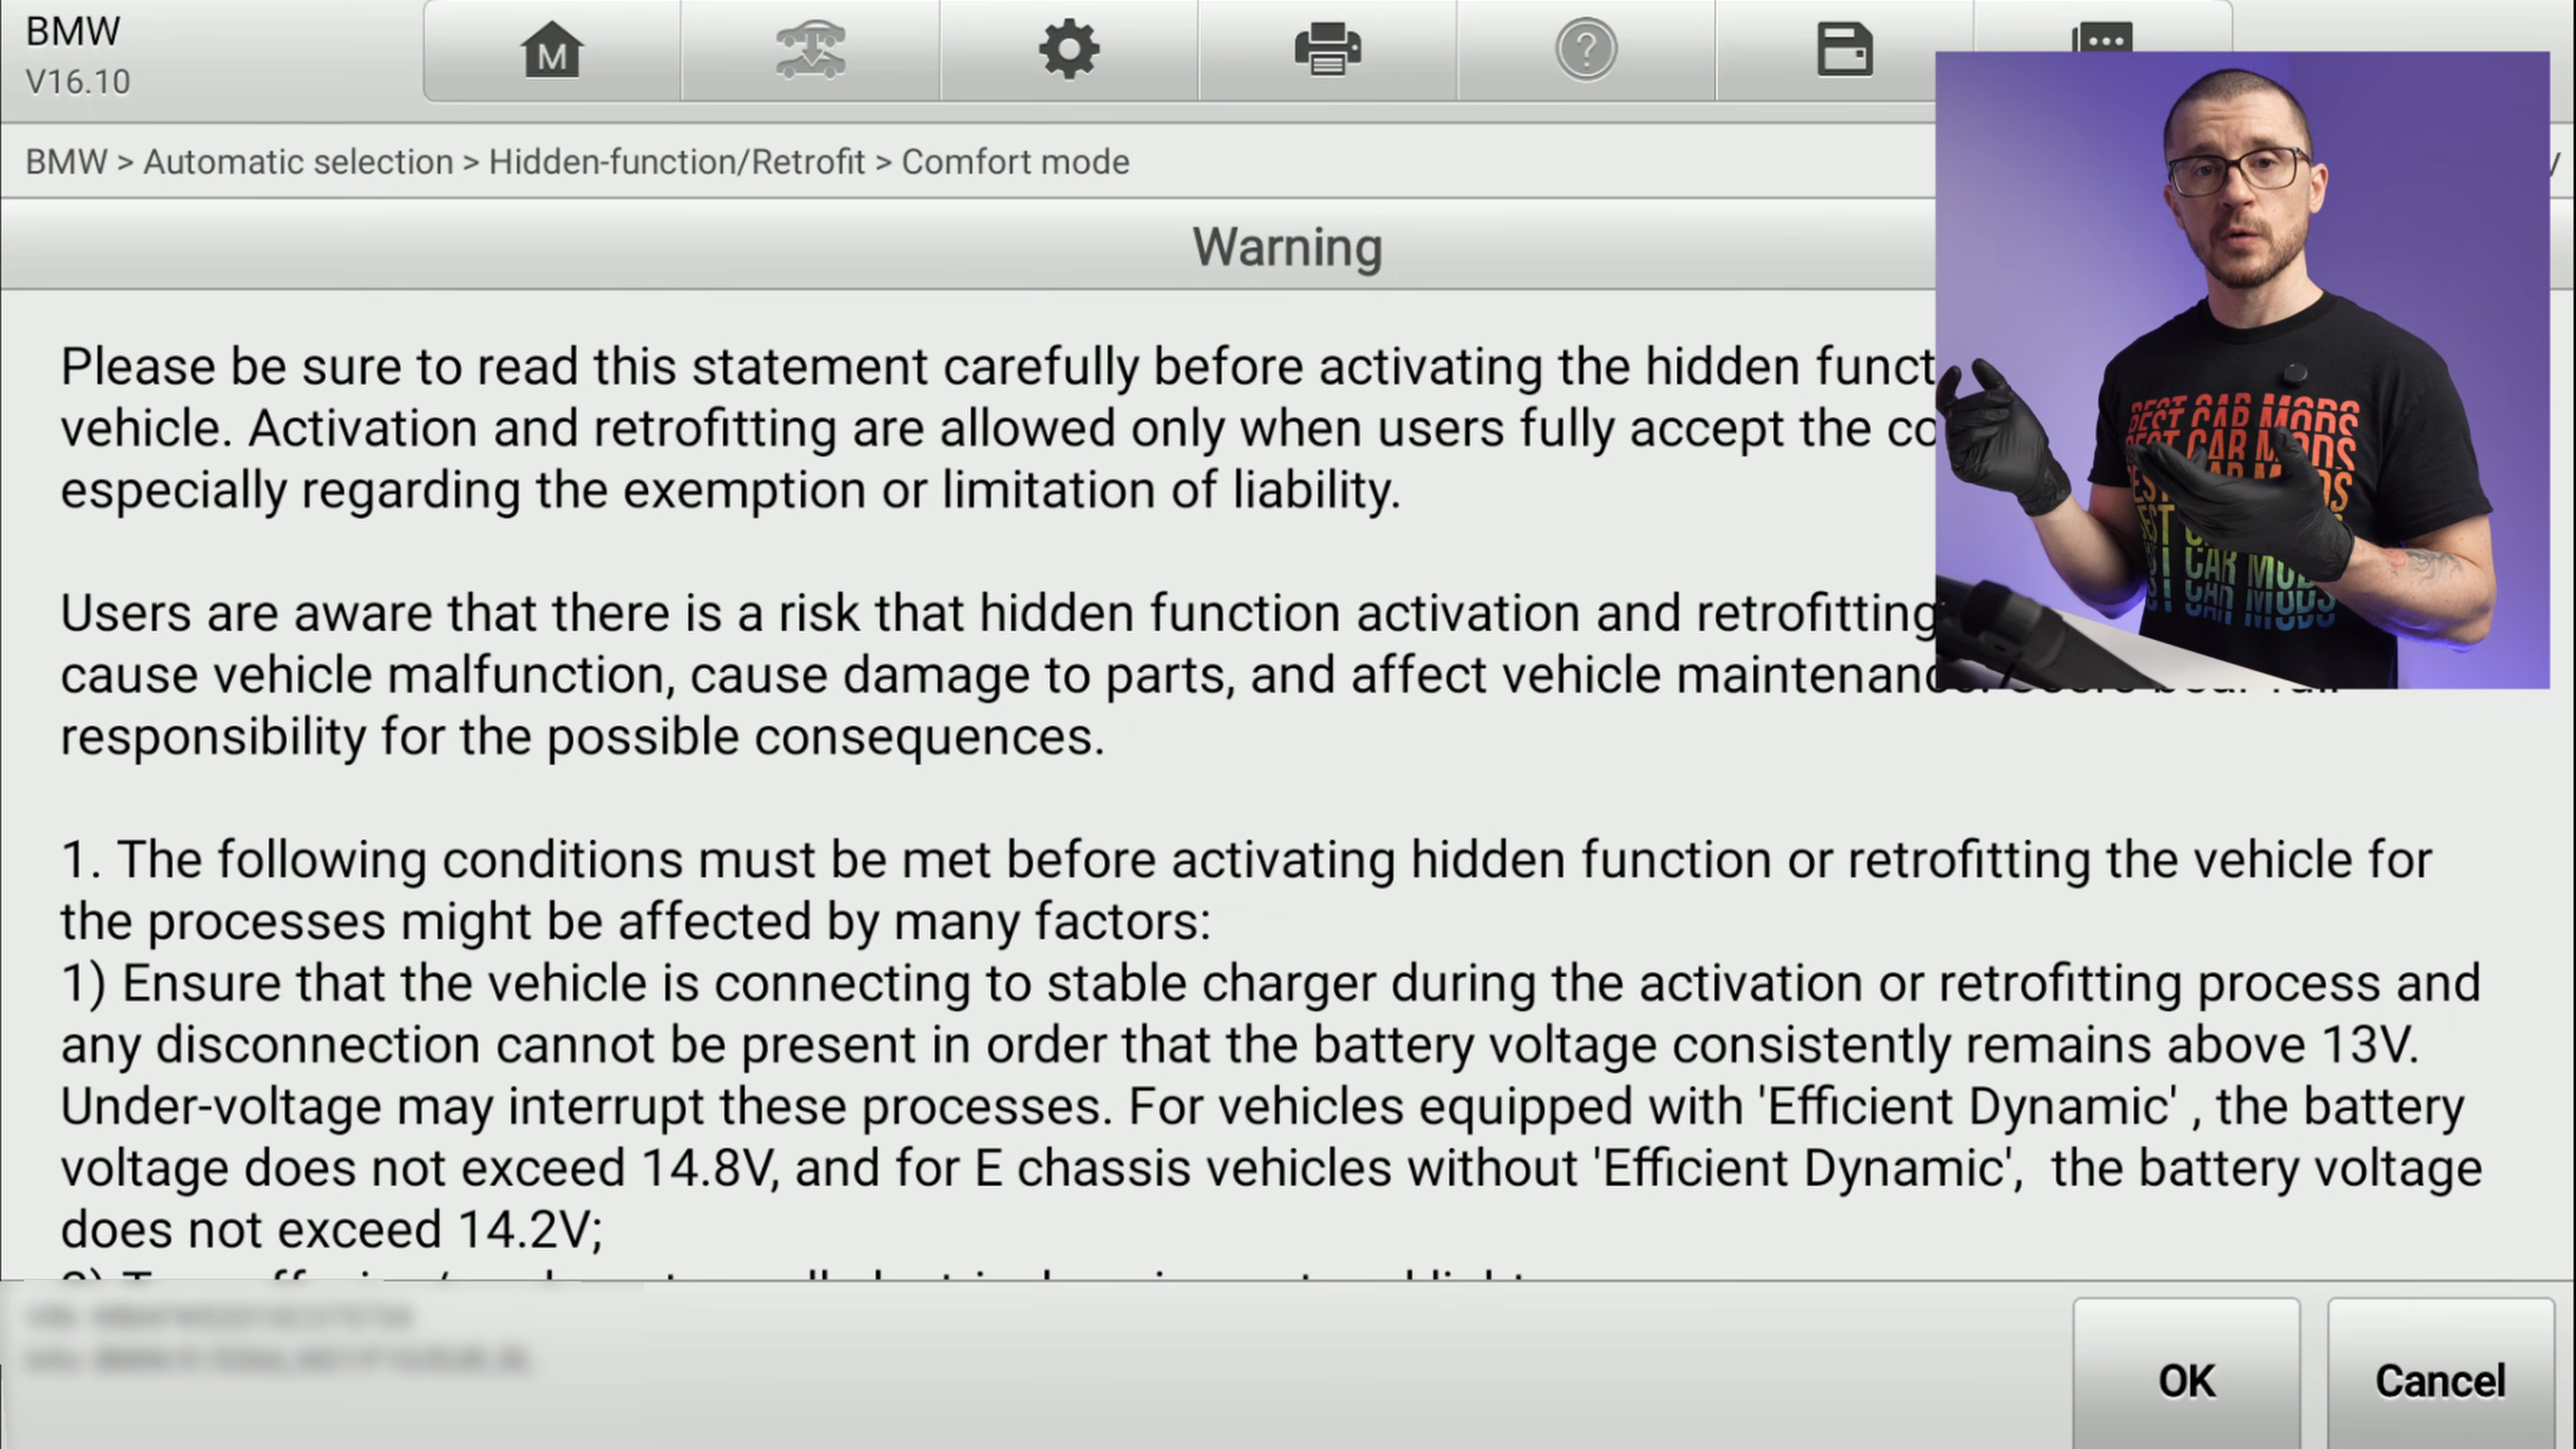 BMW
V16.10
M
?
BMW > Automatic selection > Hidden-function/Retrofit > Comfort mode
Warning
Please be sure to read this statement carefully before activating the hidden funct
vehicle. Activation and retrofitting are allowed only when users fully accept the co
especially regarding the exemption or limitation of liability.
Users are aware that there is a risk that hidden function activation and retrofitting
cause vehicle malfunction, cause damage to parts, and affect vehicle maintenanc
responsibility for the possible consequences.
1. The following conditions must be met before activating hidden function or retrofitting the vehicle for
the processes might be affected by many factors:
1) Ensure that the vehicle is connecting to stable charger during the activation or retrofitting process and
any disconnection cannot be present in order that the battery voltage consistently remains above 13V.
Under-voltage may interrupt these processes. For vehicles equipped with 'Efficient Dynamic' , the battery
voltage does not exceed 14.8V, and for E chassis vehicles without 'Efficient Dynamic',  the battery voltage
does not exceed 14.2V;
OK
Cancel
BEST CAR MODS
BEST CAR MODS